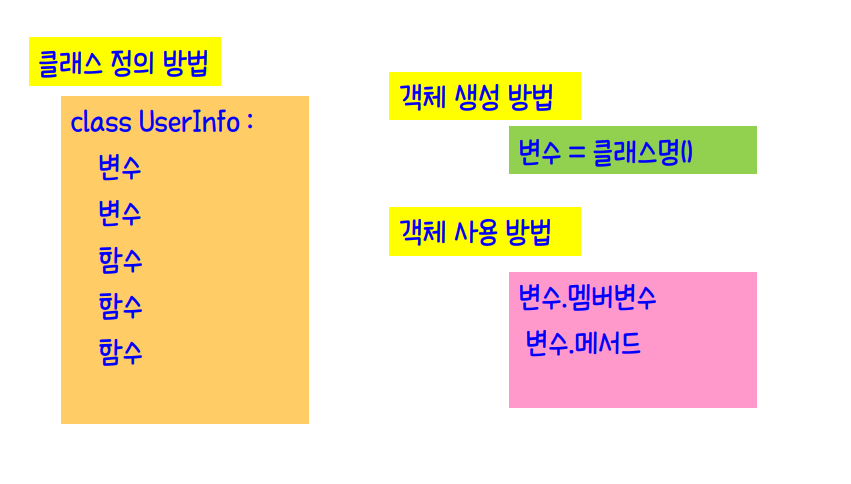 클래스 정의 방법
class UserInfo :
변수
변수
함수
함수
함수
객체 생성 방법
변수 = 클래스명()
객체 사용 방법
변수.멤버변수
변수.메서드